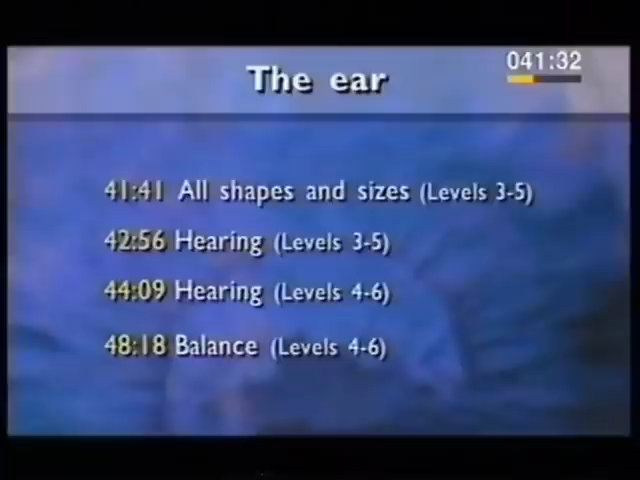 The ear
041:32
41:41 All shapes and sizes (Levels 3-5)
42:56 Hearing (Levels 3-5)
44:09 Hearing (Levels 4-6)
48:18 Balance (Levels 4-6)